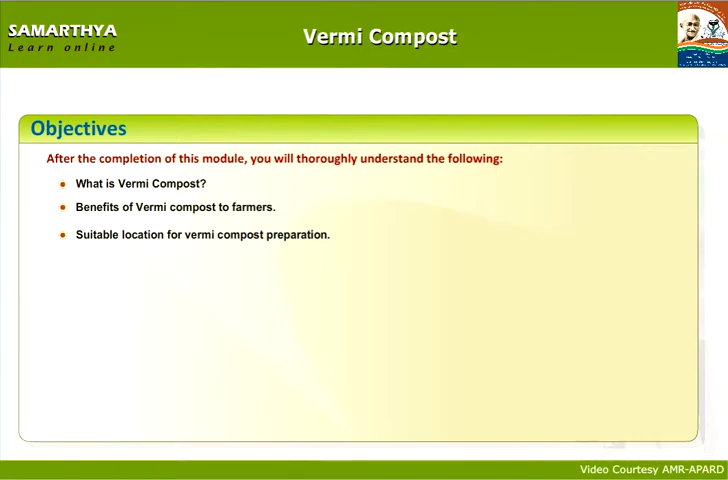 SAMARTHYA
Learn online
Vermi Compost
Objectives
After the completion of this module, you will thoroughly understand the following:
What is Vermi Compost?
Benefits of Vermi compost to farmers.
Suitable location for vermi compost preparation.
Video Courtesy AMR-APARD